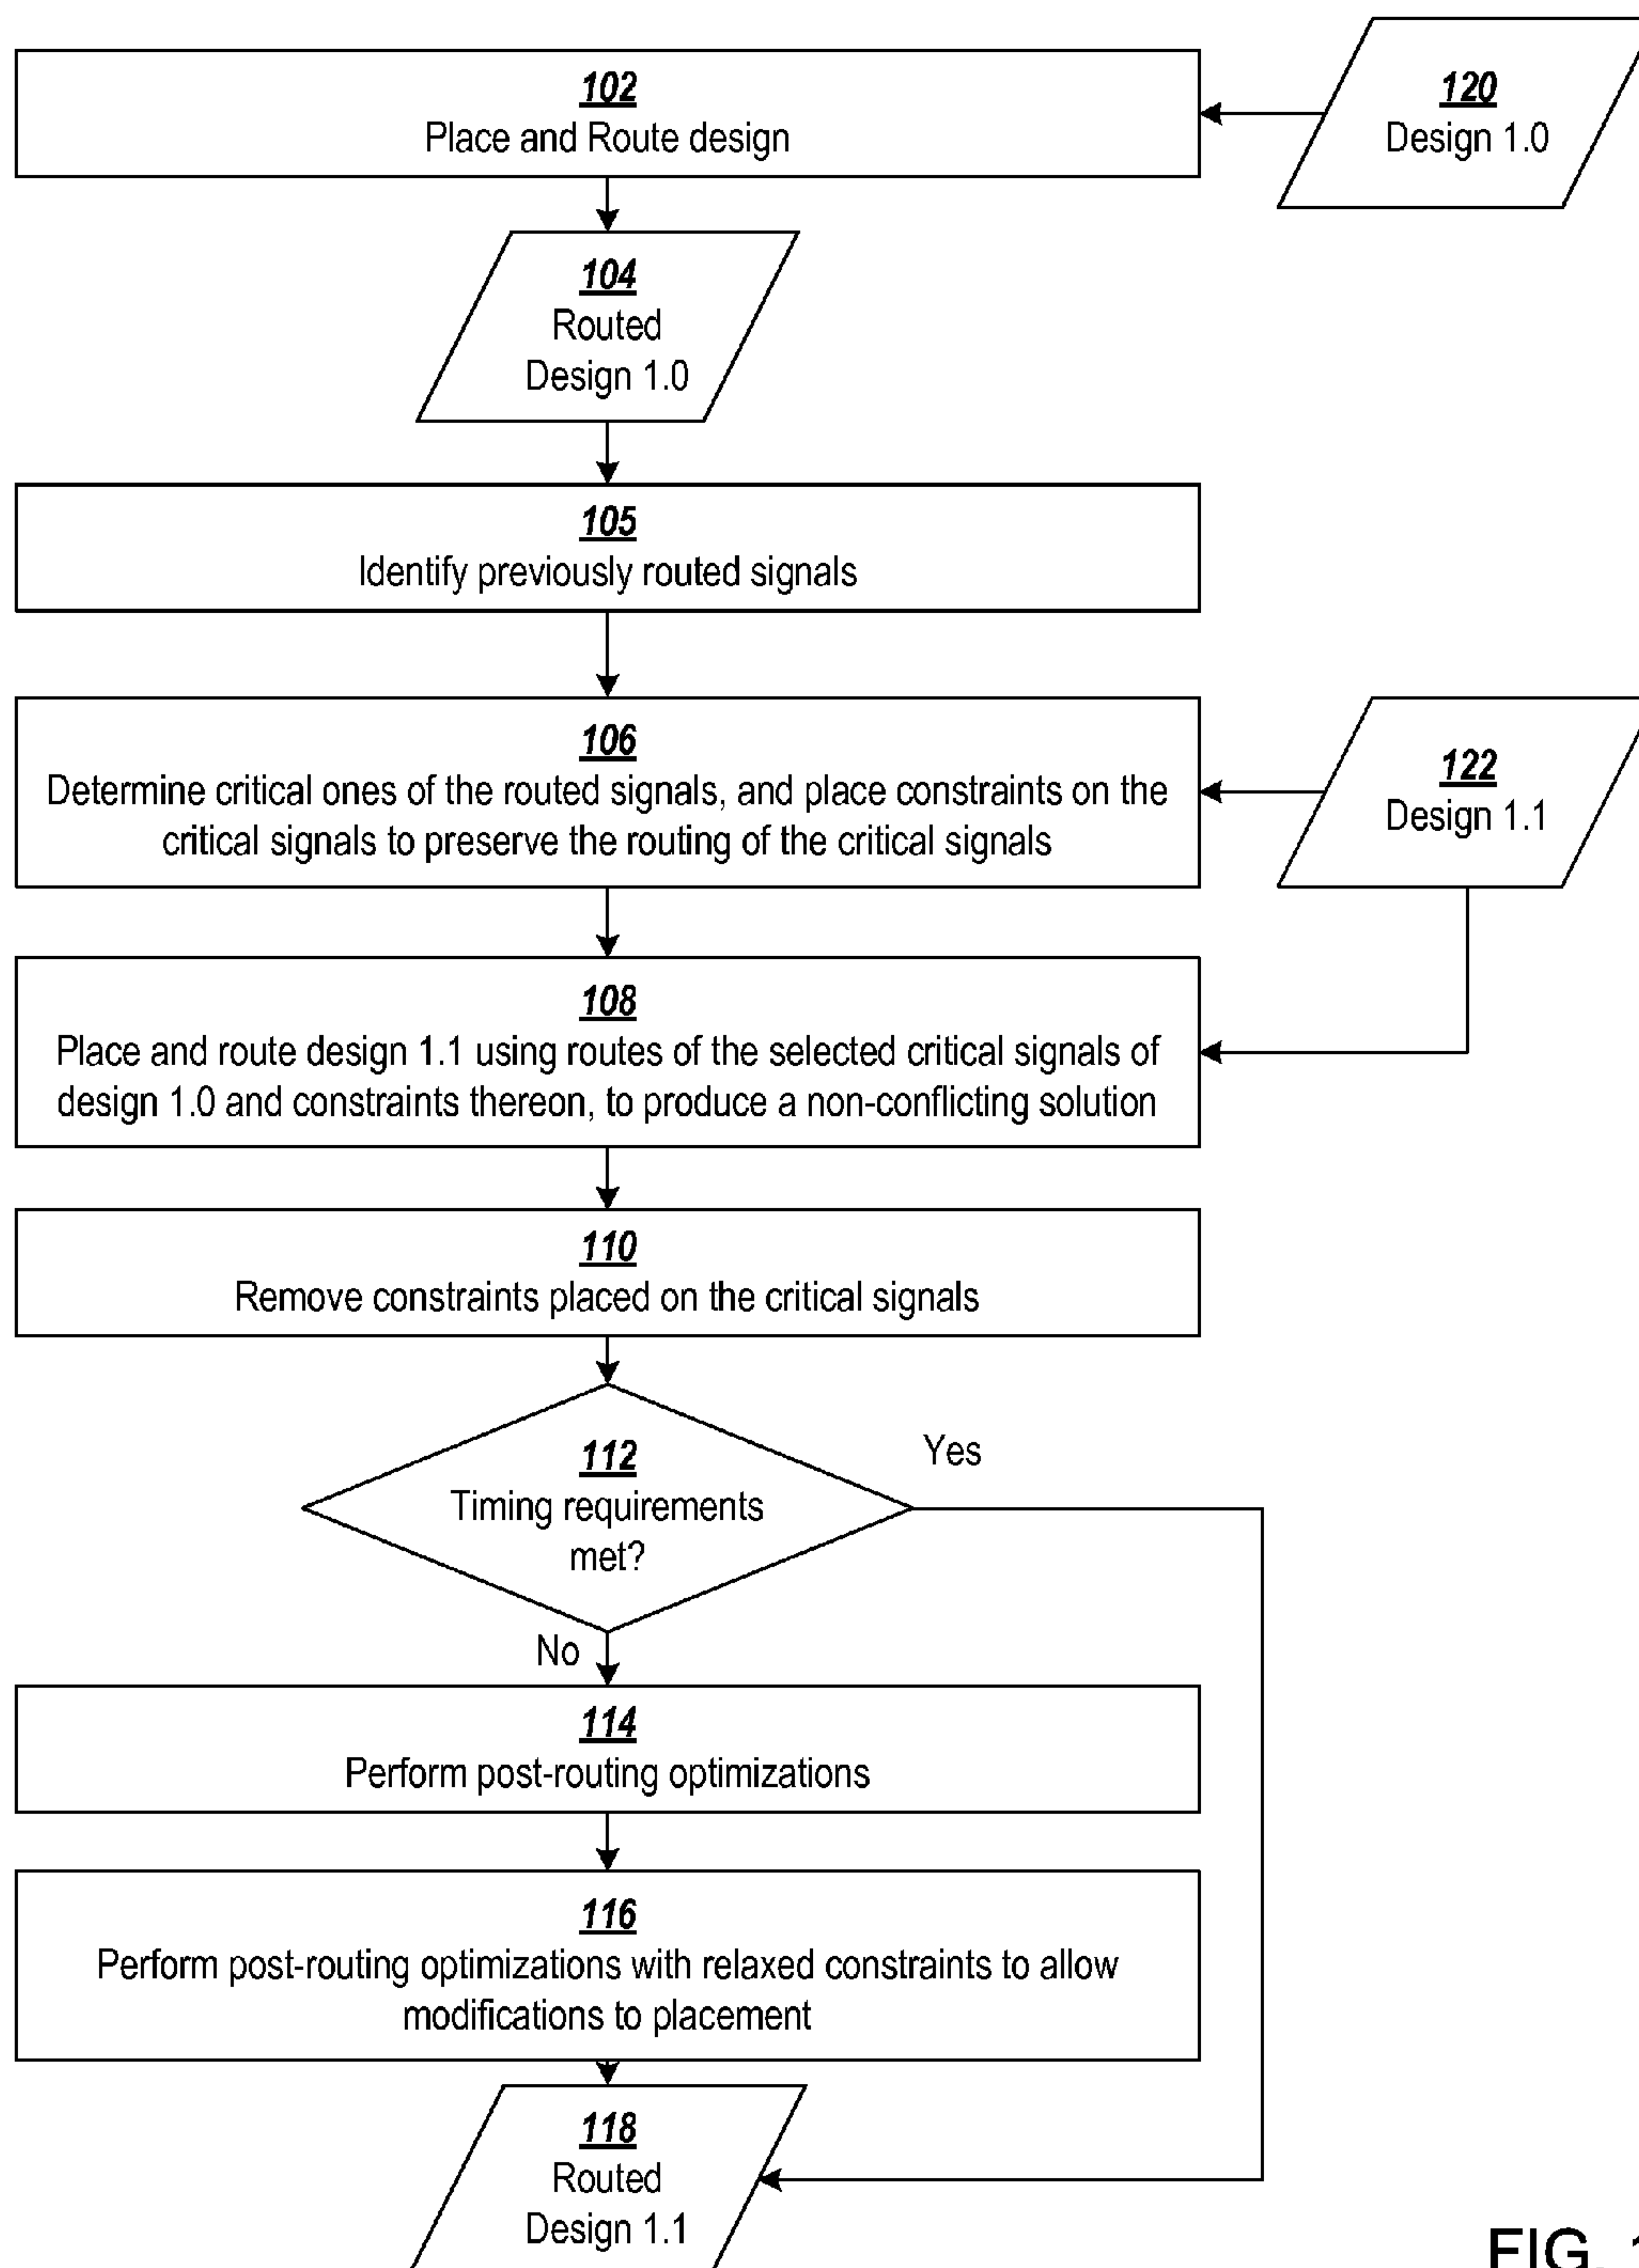 102
Place and Route design
120
Design 1.0
104
Routed
Design 1.0
105
Identify previously routed signals
106
Determine critical ones of the routed signals, and place constraints on the
critical signals to preserve the routing of the critical signals
122
Design 1.1
108
Place and route design 1.1 using routes of the selected critical signals of
design 1.0 and constraints thereon, to produce a non-conflicting solution
110
Remove constraints placed on the critical signals
112
Timing requirements
met?
Yes
No
114
Perform post-routing optimizations
116
Perform post-routing optimizations with relaxed constraints to allow
modifications to placement
118
Routed
Design 1.1
FIG. 1